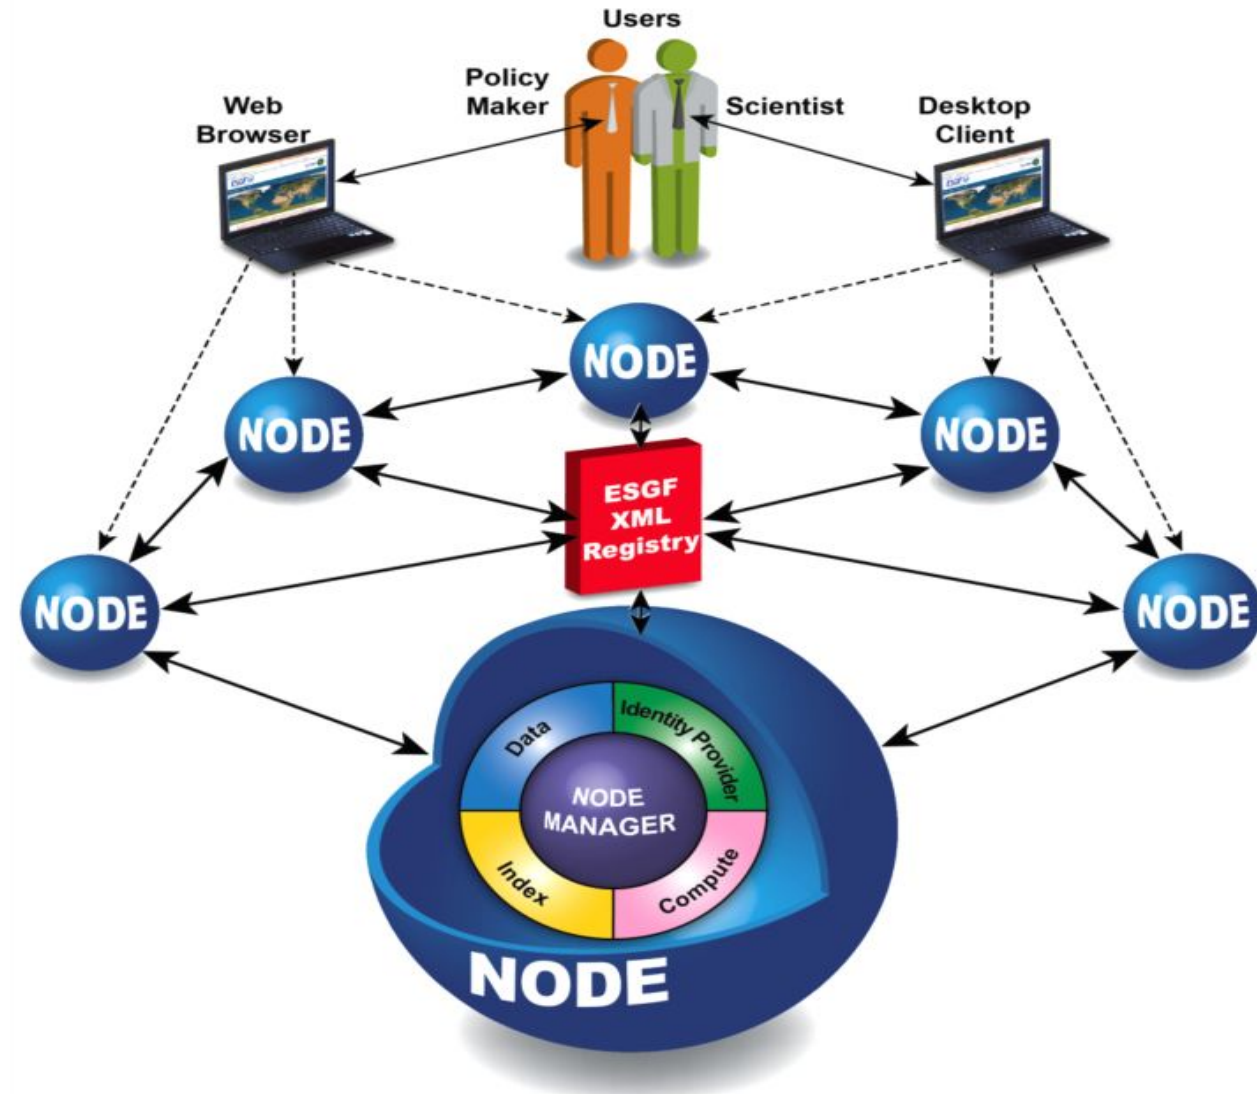 Users
Policy
Maker
Scientist
Web
Browser
Desktop
Client
NODE
NODE
NODE
ESGF
XML
Registry
NODE
NODE
Data
Identity Provider
NODE
MANAGER
Index
Compute
NODE